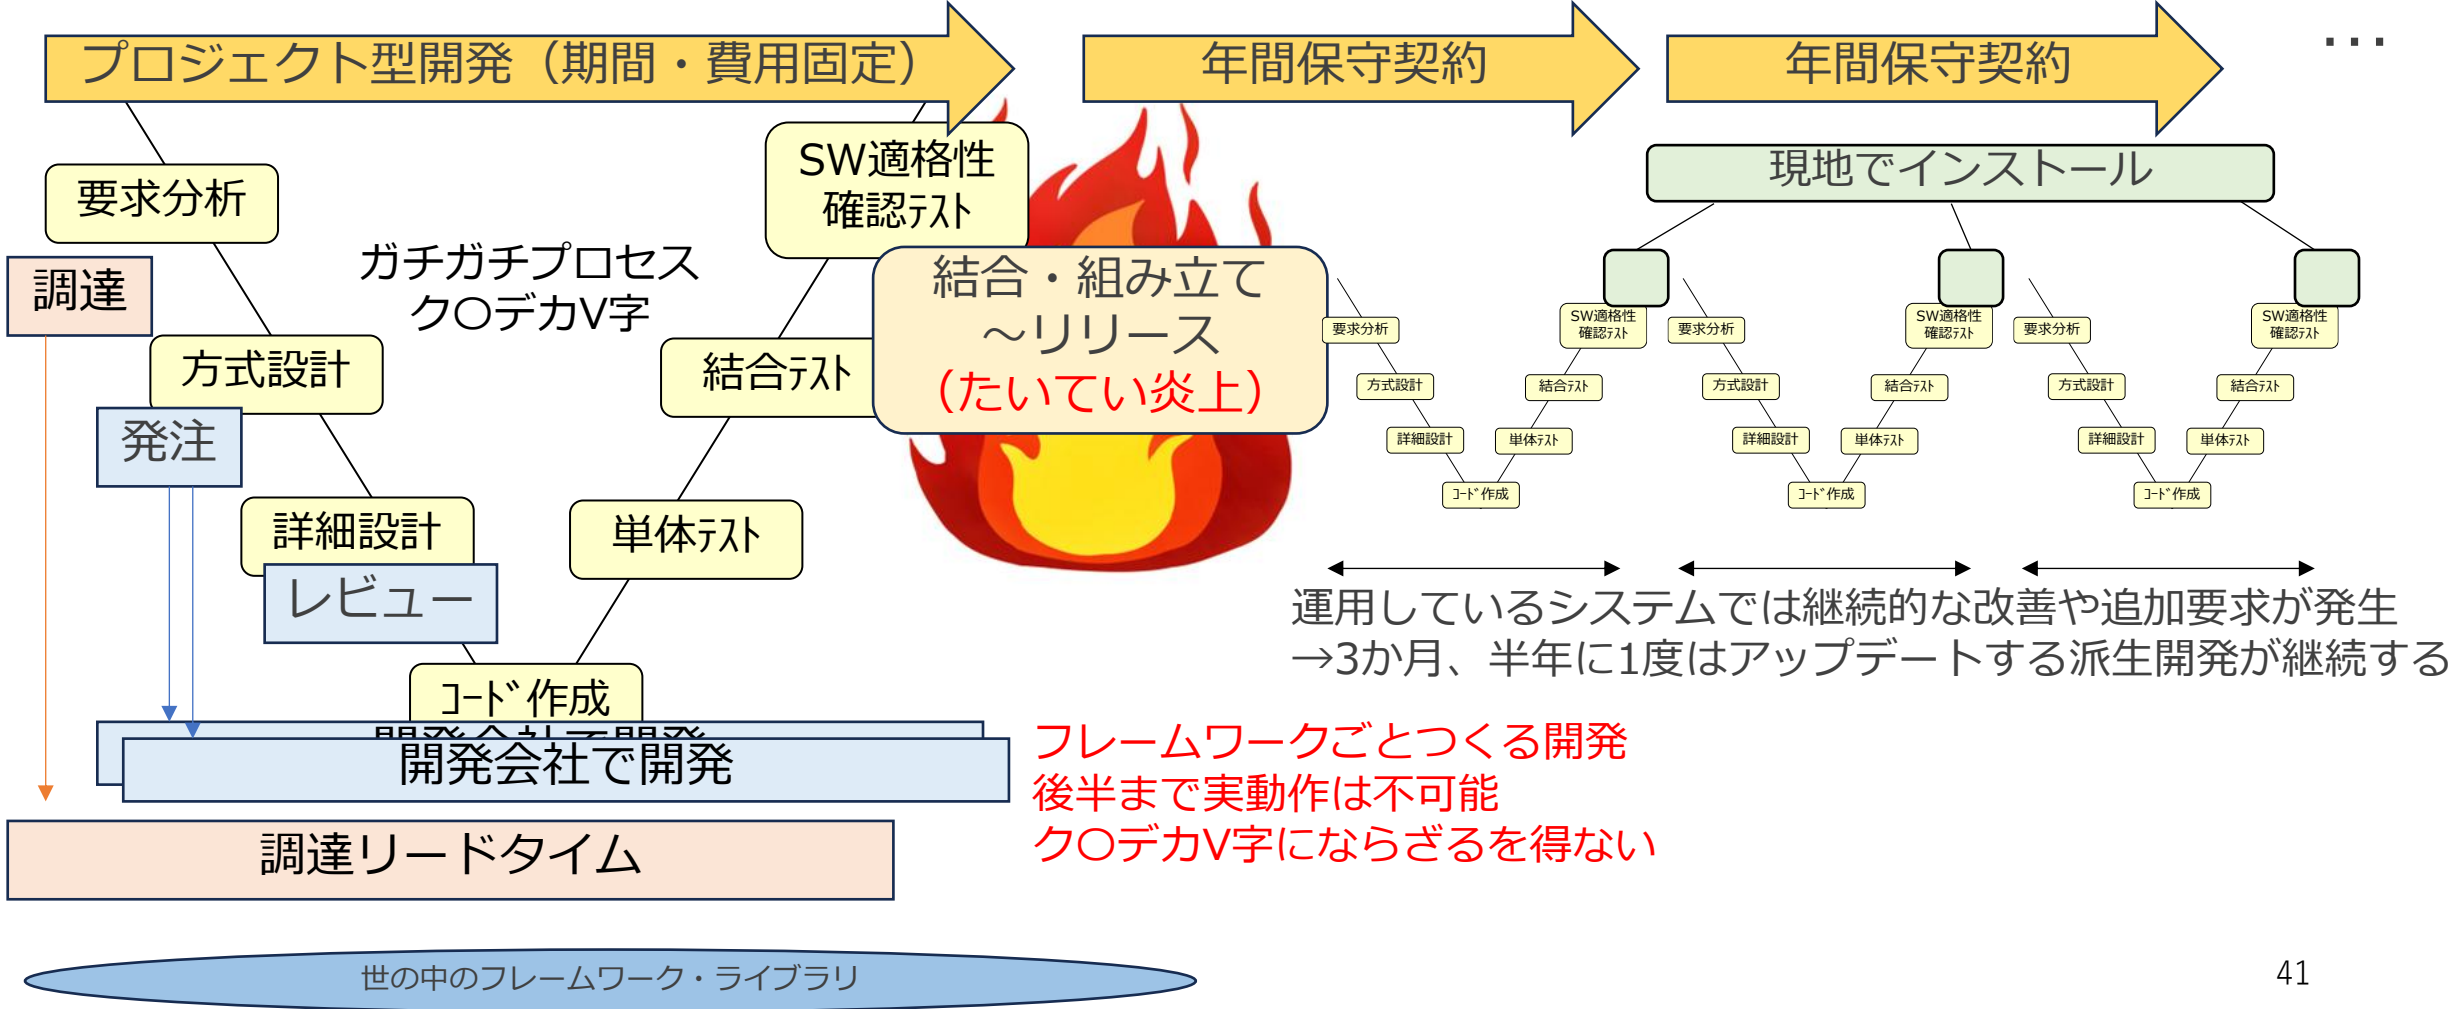 プロジェクト型開発（期間・費用固定）
年間保守契約
年間保守契約
…
要求分析
調達
方式設計
発注
詳細設計
レビュー
ｺｰﾄﾞ作成
単体ﾃｽﾄ
結合ﾃｽﾄ
SW適格性
確認ﾃｽﾄ
ガチガチプロセス
ク〇デカV字
結合・組み立て
～リリース
（たいてい炎上）
開発会社で開発
開発会社で開発
調達リードタイム
世の中のフレームワーク・ライブラリ
現地でインストール
要求分析
方式設計
詳細設計
ｺｰﾄﾞ作成
単体ﾃｽﾄ
結合ﾃｽﾄ
SW適格性
確認ﾃｽﾄ
要求分析
方式設計
詳細設計
ｺｰﾄﾞ作成
単体ﾃｽﾄ
結合ﾃｽﾄ
SW適格性
確認ﾃｽﾄ
要求分析
方式設計
詳細設計
ｺｰﾄﾞ作成
単体ﾃｽﾄ
結合ﾃｽﾄ
SW適格性
確認ﾃｽﾄ
運用しているシステムでは継続的な改善や追加要求が発生
→3か月、半年に1度はアップデートする派生開発が継続する
フレームワークごとつくる開発
後半まで実動作は不可能
ク〇デカV字にならざるを得ない
41